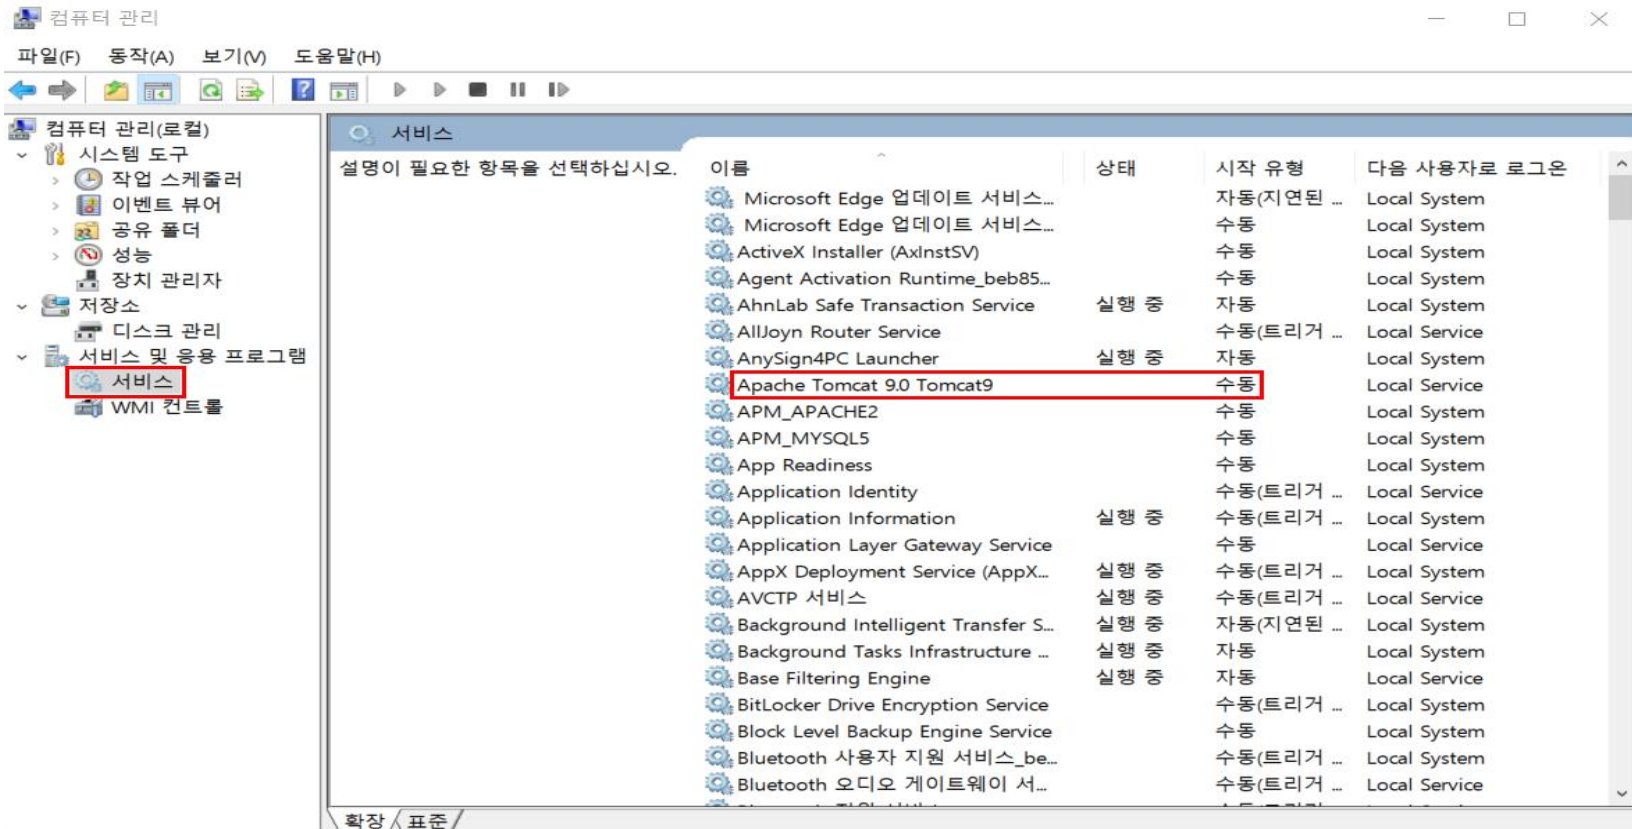 컴퓨터 관리
파일(F) 동작(A) 보기(V) 도움말(H)
컴퓨터 관리(로컬)
시스템 도구
작업 스케줄러
이벤트 뷰어
공유 폴더
성능
장치 관리자
저장소
디스크 관리
서비스 및 응용 프로그램
서비스
WMI 컨트롤
서비스
설명이 필요한 항목을 선택하십시오.
이름 상태 시작 유형 다음 사용자로 로그온
Microsoft Edge 업데이트 서비스... 자동(지연된 ... Local System
Microsoft Edge 업데이트 서비스... 수동 Local System
ActiveX Installer (AxInstSV) 수동 Local System
Agent Activation Runtime_beb85... 수동 Local System
AhnLab Safe Transaction Service 실행 중 자동 Local System
AllJoyn Router Service 수동(트리거 ... Local Service
AnySign4PC Launcher 실행 중 자동 Local System
Apache Tomcat 9.0 Tomcat9 수동 Local Service
APM_APACHE2 수동 Local System
APM_MYSQL5 수동 Local System
App Readiness 수동 Local System
Application Identity 수동(트리거 ... Local Service
Application Information 실행 중 수동(트리거 ... Local System
Application Layer Gateway Service 수동 Local Service
AppX Deployment Service (AppX... 실행 중 수동(트리거 ... Local System
AVCTP 서비스 실행 중 수동(트리거 ... Local Service
Background Intelligent Transfer S... 실행 중 자동(지연된 ... Local System
Background Tasks Infrastructure ... 실행 중 자동 Local System
Base Filtering Engine 실행 중 자동 Local Service
BitLocker Drive Encryption Service 수동(트리거 ... Local System
Block Level Backup Engine Service 수동 Local System
Bluetooth 사용자 지원 서비스_be... 수동(트리거 ... Local System
Bluetooth 오디오 게이트웨이 서... 수동(트리거 ... Local Service
확장 표준